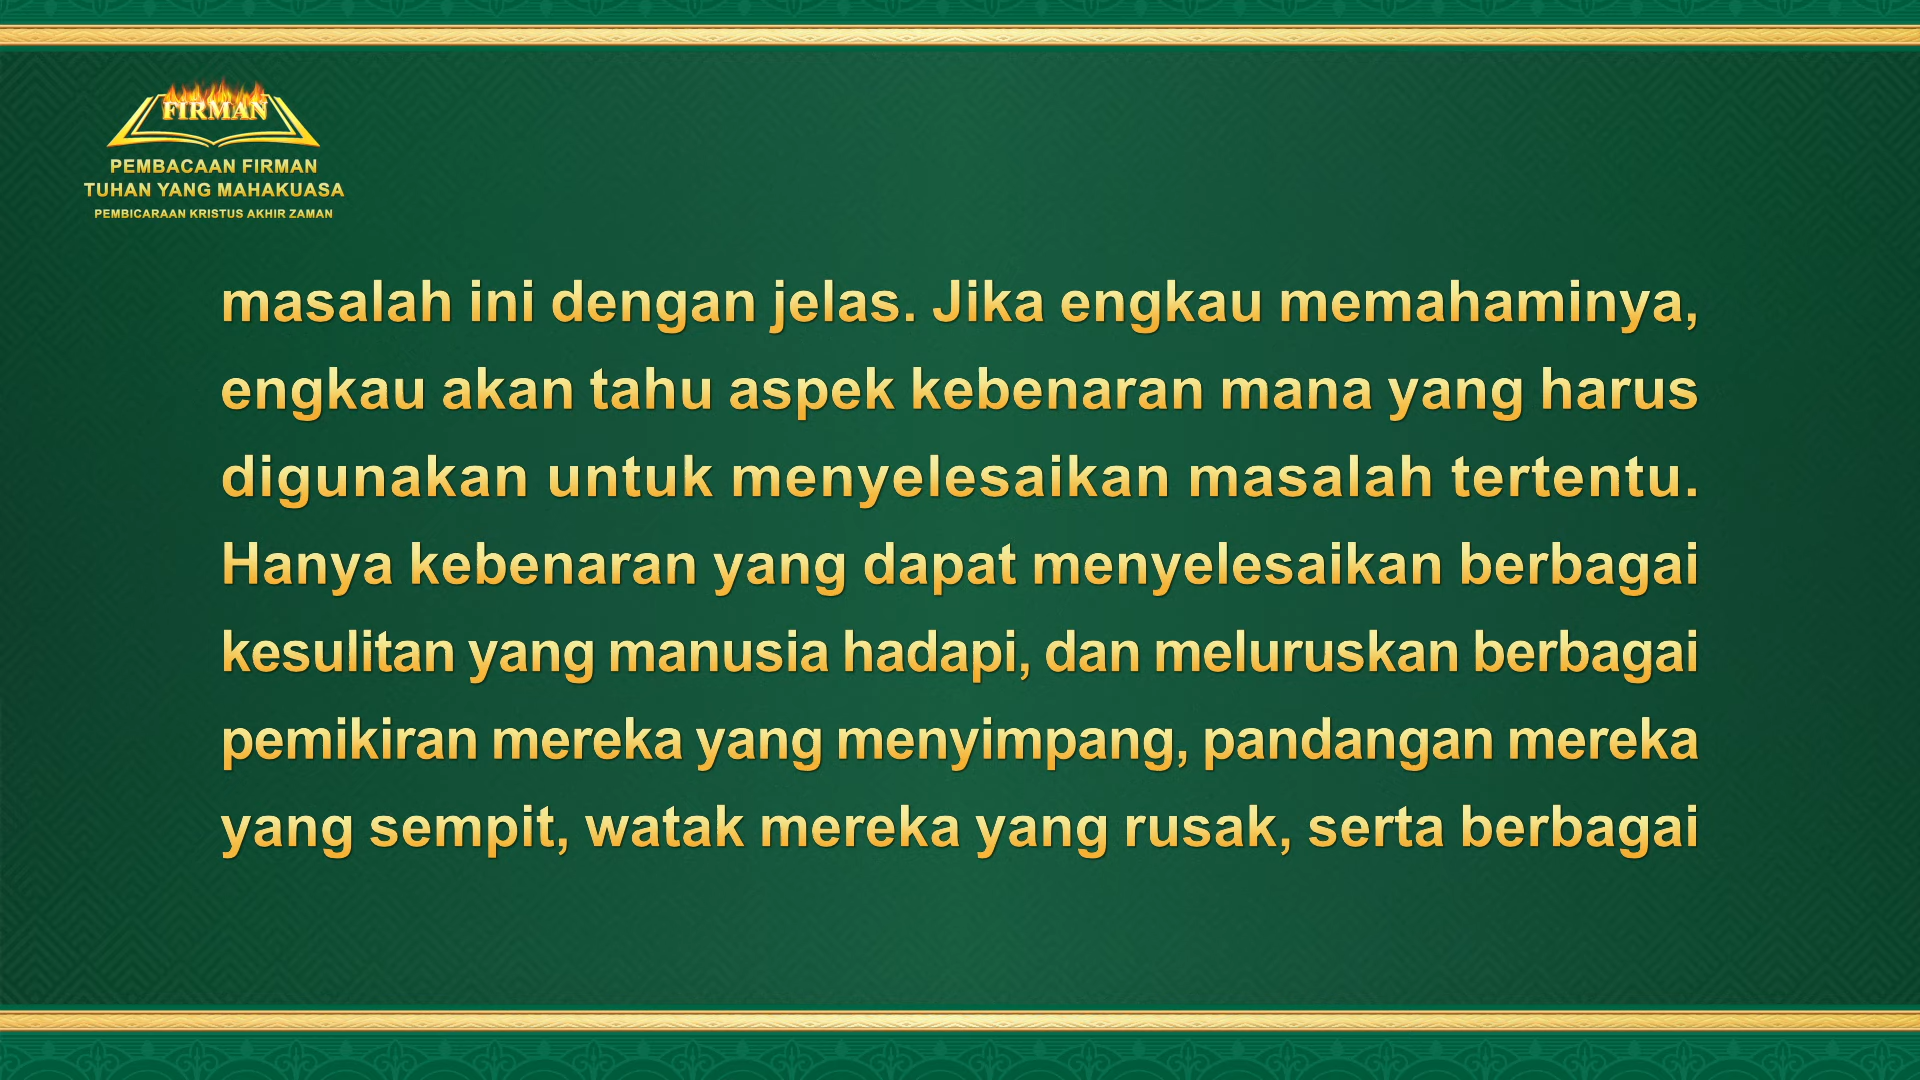 FIRMAN
PEMBACAAN FIRMAN
TUHAN YANG MAHAKUASA
PEMBICARAAN KRISTUS AKHIR ZAMAN
masalah ini dengan jelas. Jika engkau memahaminya,
engkau akan tahu aspek kebenaran mana yang harus
digunakan untuk menyelesaikan masalah tertentu.
Hanya kebenaran yang dapat menyelesaikan berbagai
kesulitan yang manusia hadapi, dan meluruskan berbagai
pemikiran mereka yang menyimpang, pandangan mereka
yang sempit, watak mereka yang rusak, serta berbagai